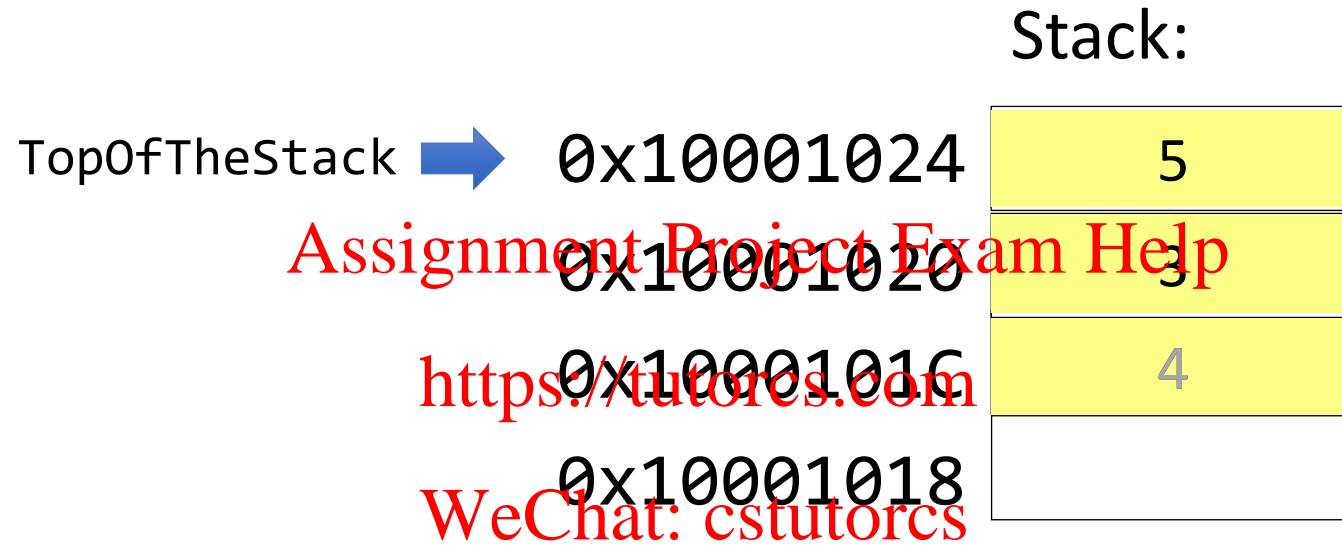 Stack:
TopOfTheStack 0x10001024 5
Assignment Project Exam Help
0x10001020 3
https://tutorcs.com
0x1000101C 4
WeChat: cstutorcs
0x10001018